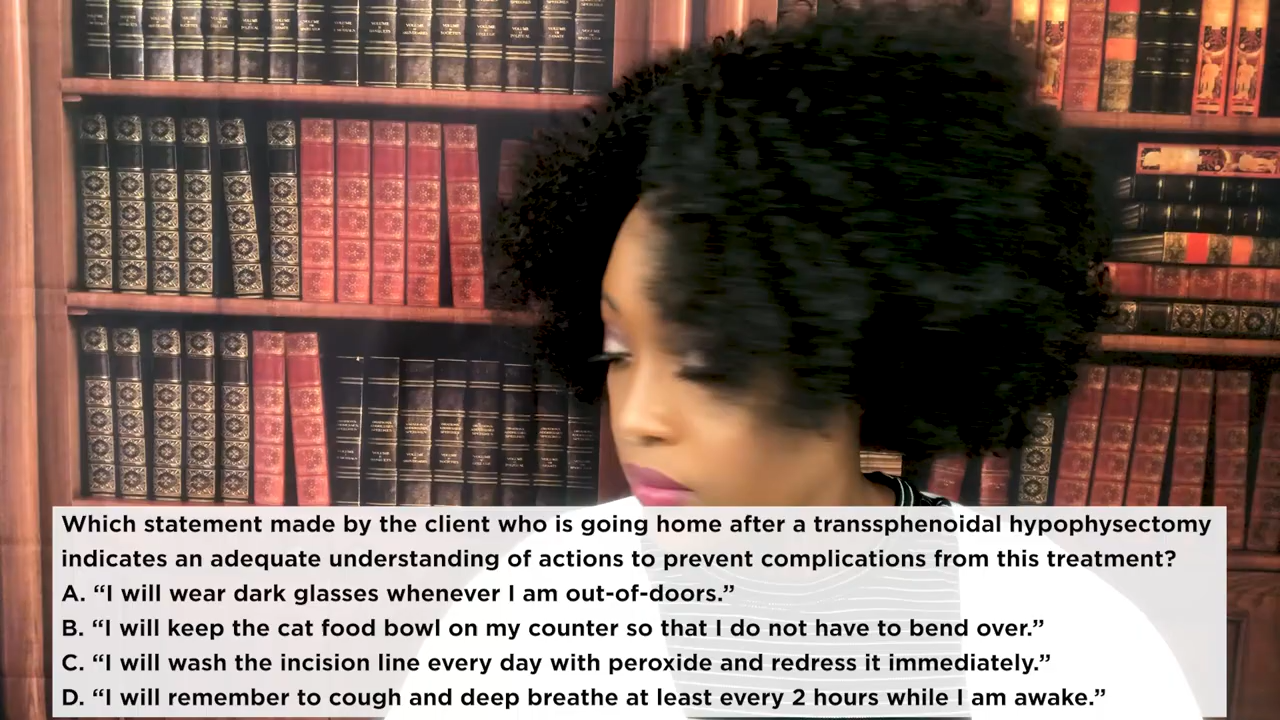 Which statement made by the client who is going home after a transsphenoidal hypophysectomy
indicates an adequate understanding of actions to prevent complications from this treatment?
A. “I will wear dark glasses whenever I am out-of-doors.”
B. “I will keep the cat food bowl on my counter so that I do not have to bend over.”
C. “I will wash the incision line every day with peroxide and redress it immediately.”
D. “I will remember to cough and deep breathe at least every 2 hours while I am awake.”